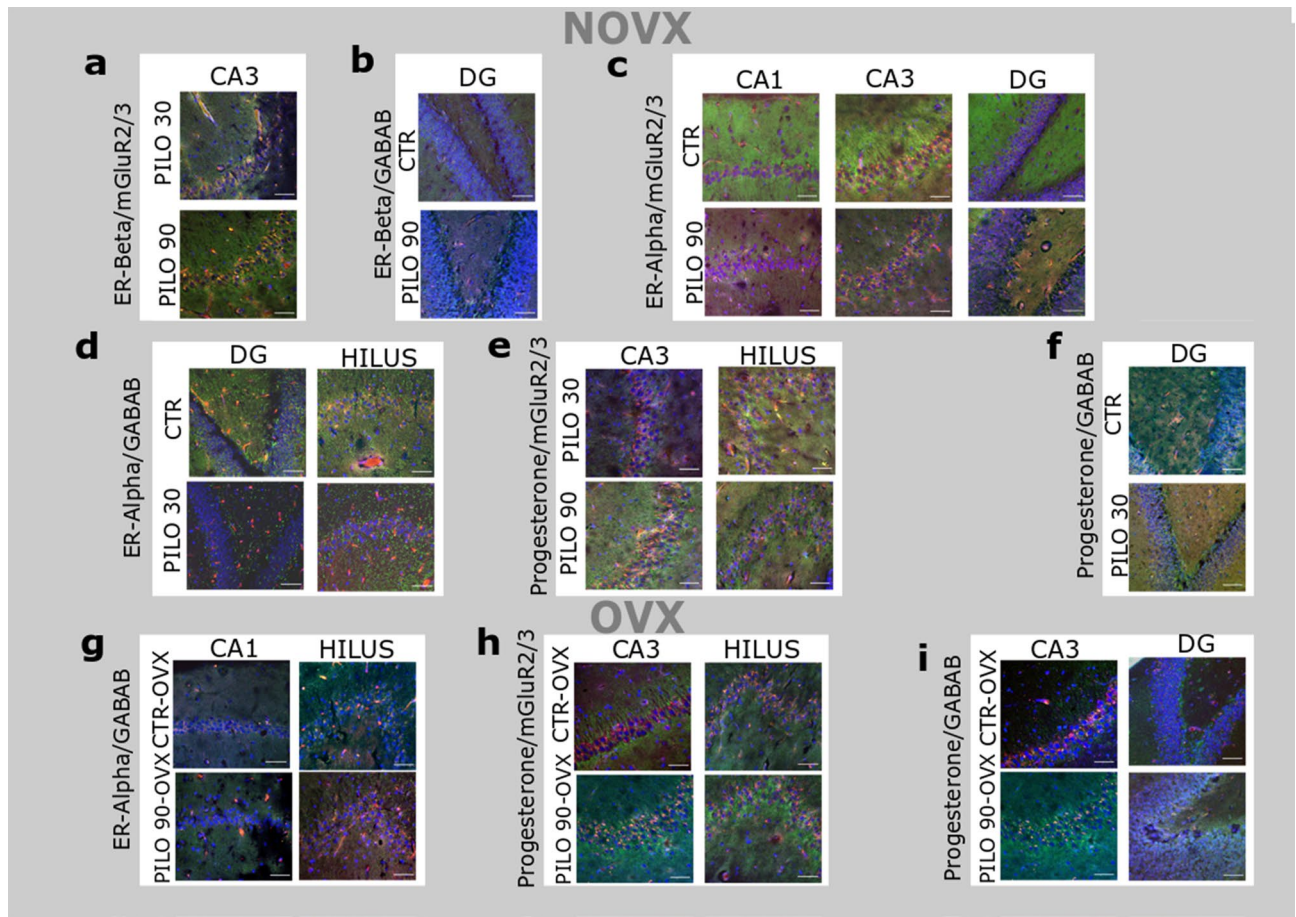 NOVX
a
CA3
ER-Beta/mGluR2/3
PILO 30
PILO 90
b
DG
ER-Beta/GABAB
CTR
PILO 90
c
CA1 CA3 DG
ER-Alpha/mGluR2/3
CTR
PILO 90
d
DG HILUS
ER-Alpha/GABAB
CTR
PILO 30
e
CA3 HILUS
Progesterone/mGluR2/3
PILO 30
PILO 90
f
DG
Progesterone/GABAB
CTR
PILO 30
OVX
g
CA1 HILUS
ER-Alpha/GABAB
CTR-OVX
PILO 90-OVX
h
CA3 HILUS
Progesterone/mGluR2/3
CTR-OVX
PILO 90-OVX
i
CA3 DG
Progesterone/GABAB
CTR-OVX
PILO 90-OVX